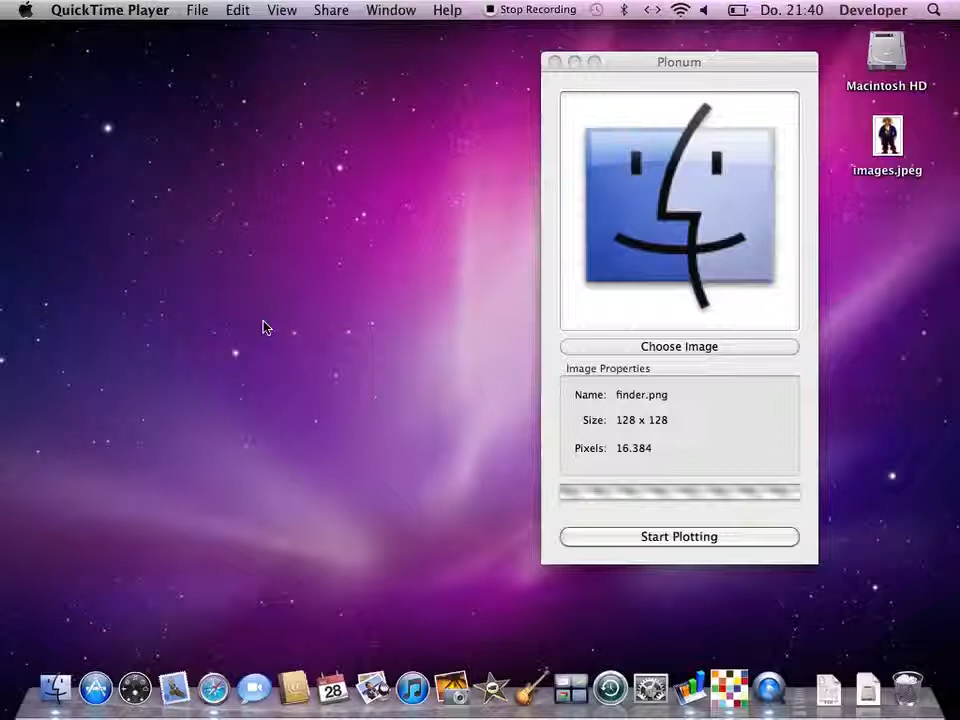 QuickTime Player File Edit View Share Window Help Stop Recording Do. 21:40 Developer
Plonum
Macintosh HD
images.jpeg
Choose Image
Image Properties
Name: finder.png
Size: 128 x 128
Pixels: 16.384
Start Plotting
28